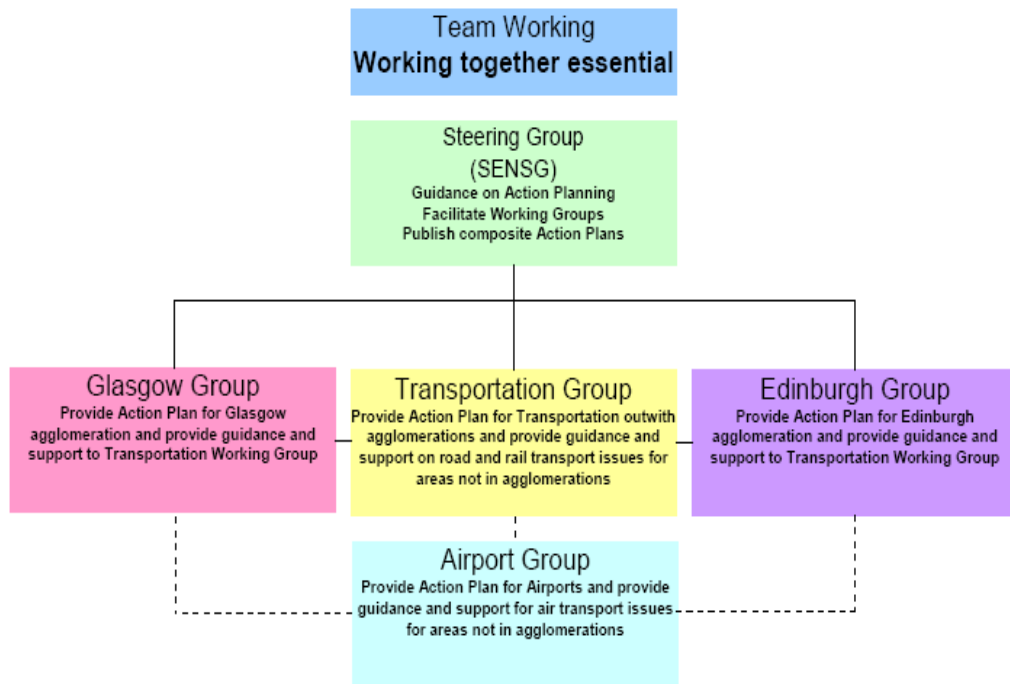 Team Working
Working together essential
Steering Group
(SENSG)
Guidance on Action Planning
Facilitate Working Groups
Publish composite Action Plans
Glasgow Group
Provide Action Plan for Glasgow
agglomeration and provide guidance and
support to Transportation Working Group
Transportation Group
Provide Action Plan for Transportation outwith
agglomerations and provide guidance and
support on road and rail transport issues for
areas not in agglomerations
Edinburgh Group
Provide Action Plan for Edinburgh
agglomeration and provide guidance and
support to Transportation Working Group
Airport Group
Provide Action Plan for Airports and provide
guidance and support for air transport issues
for areas not in agglomerations